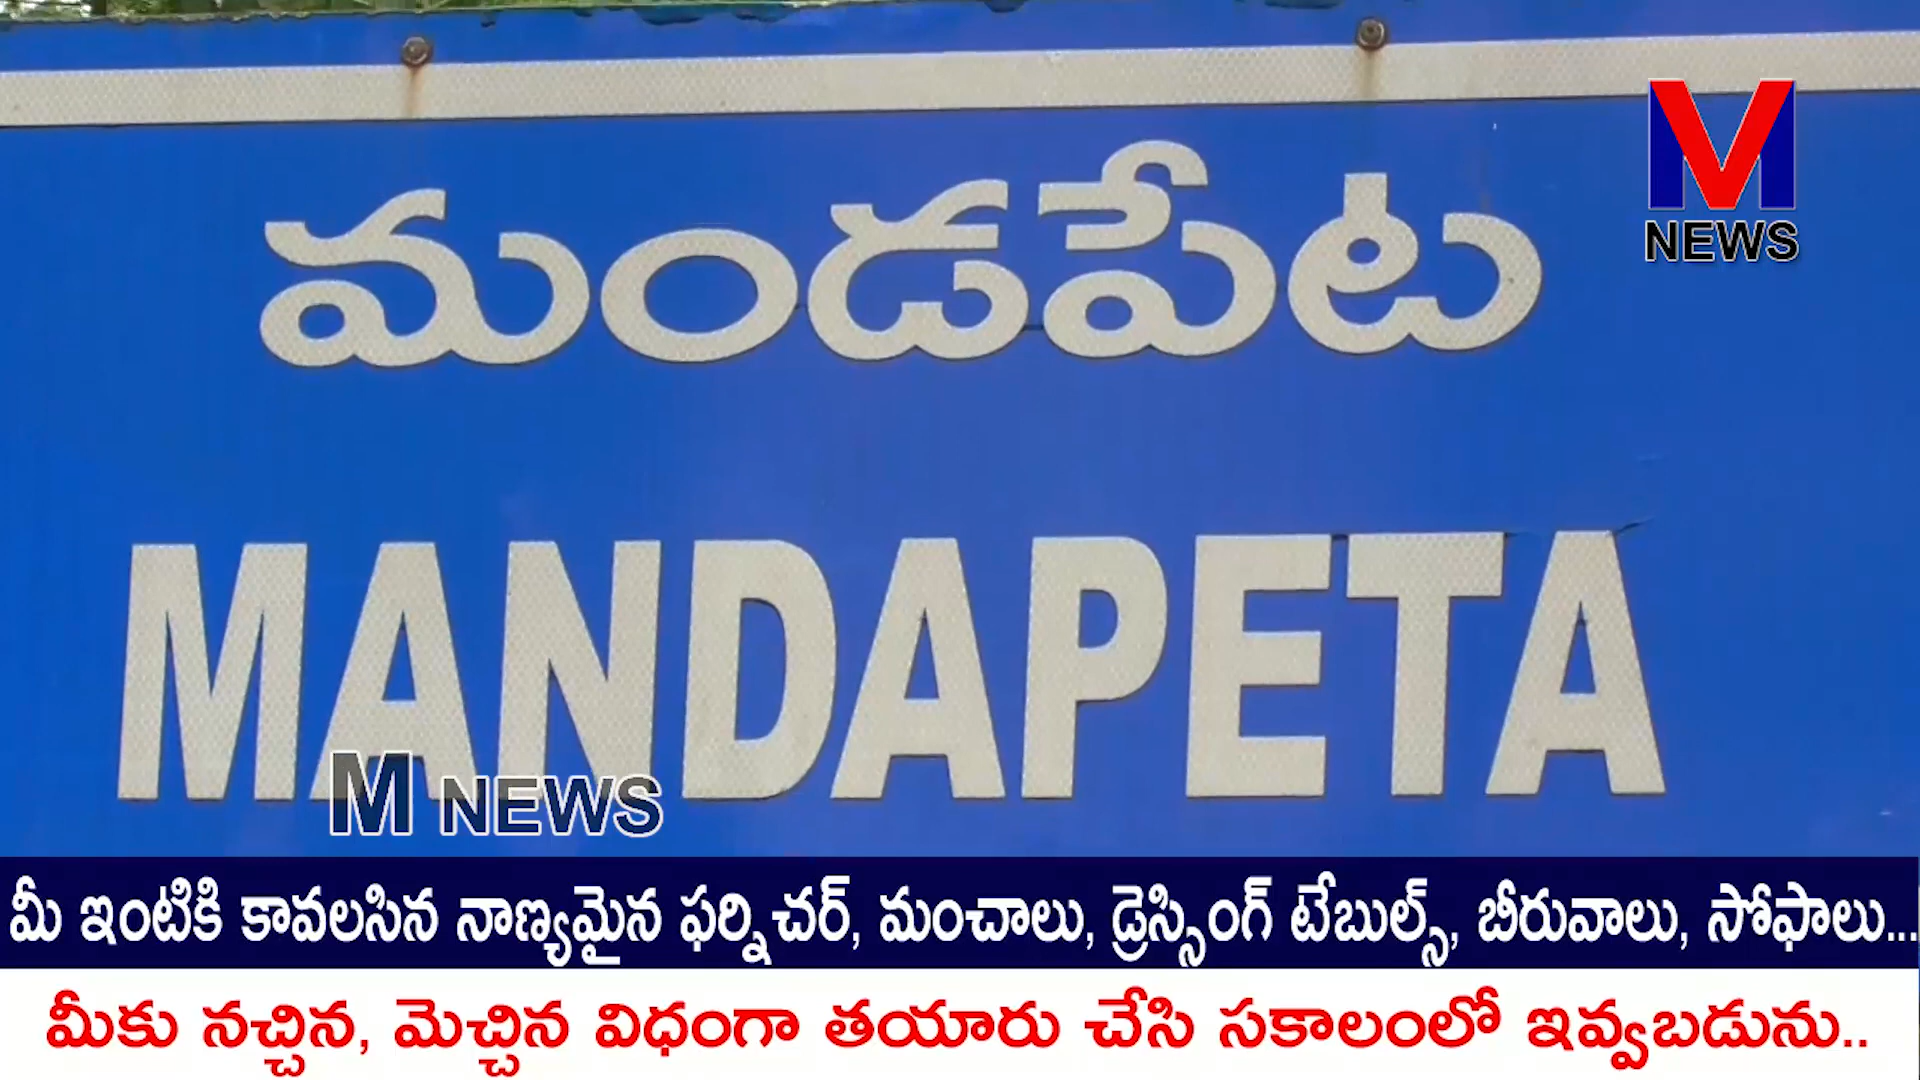 M
NEWS
మండపేట
MANDAPETA
M NEWS
మీ ఇంటికి కావలసిన నాణ్యమైన ఫర్నిచర్, మంచాలు, డ్రెస్సింగ్ టేబుల్స్, బీరువాలు, సోఫాలు...
మీకు నచ్చిన, మెచ్చిన విధంగా తయారు చేసి సకాలంలో ఇవ్వబడును..